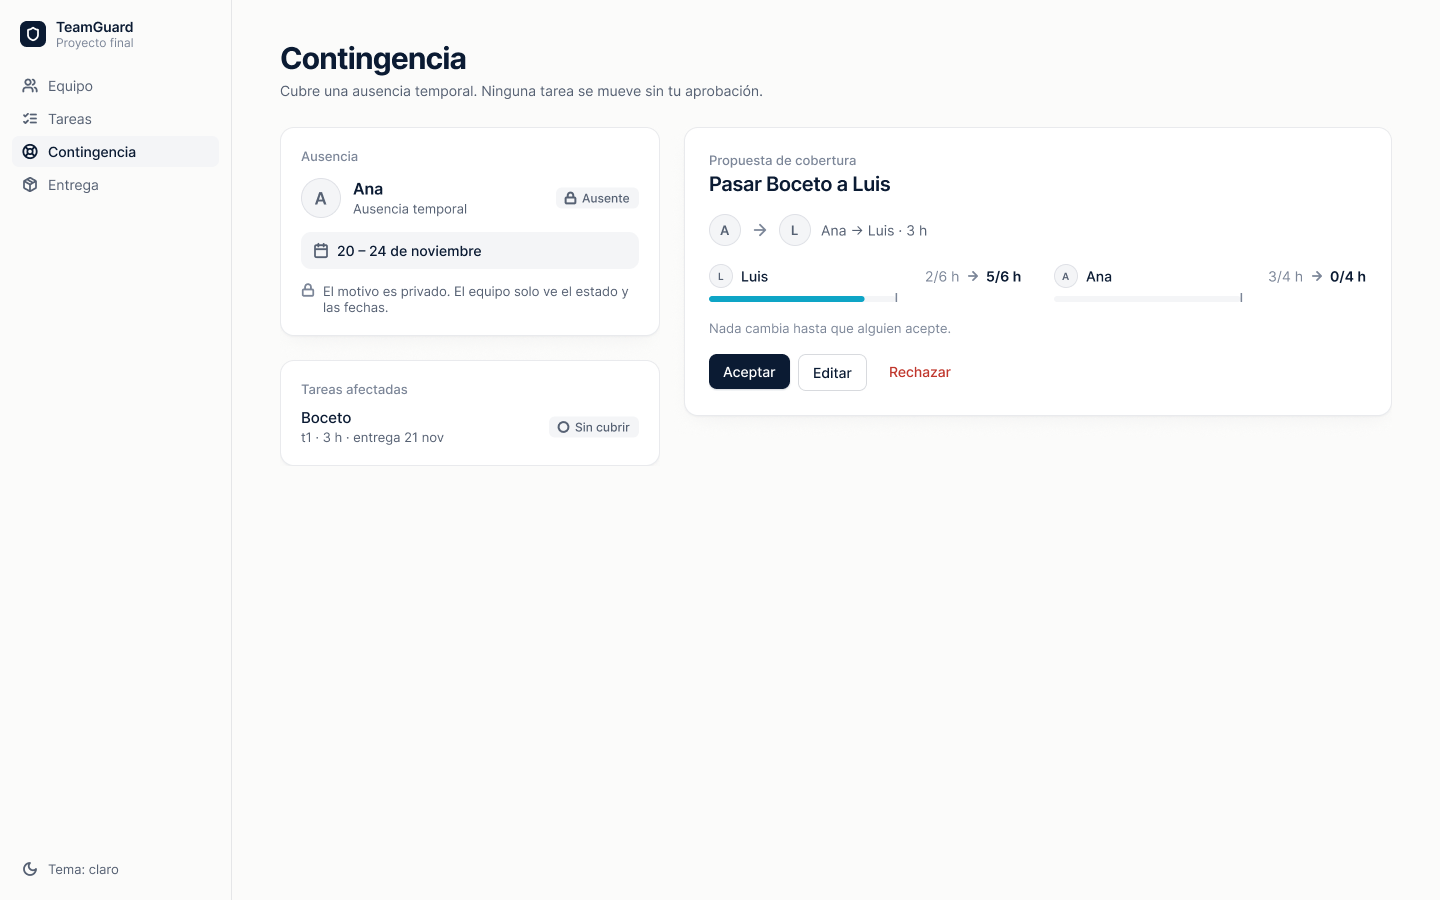 TeamGuard
Proyecto final
Equipo
Tareas
Contingencia
Entrega
Tema: claro
Contingencia
Cubre una ausencia temporal. Ninguna tarea se mueve sin tu aprobación.
Ausencia
A
Ana
Ausencia temporal
Ausente
20 – 24 de noviembre
El motivo es privado. El equipo solo ve el estado y
las fechas.
Tareas afectadas
Boceto
t1 · 3 h · entrega 21 nov
Sin cubrir
Propuesta de cobertura
Pasar Boceto a Luis
A → L Ana → Luis · 3 h
L Luis 2/6 h → 5/6 h
A Ana 3/4 h → 0/4 h
Nada cambia hasta que alguien acepte.
Aceptar Editar Rechazar